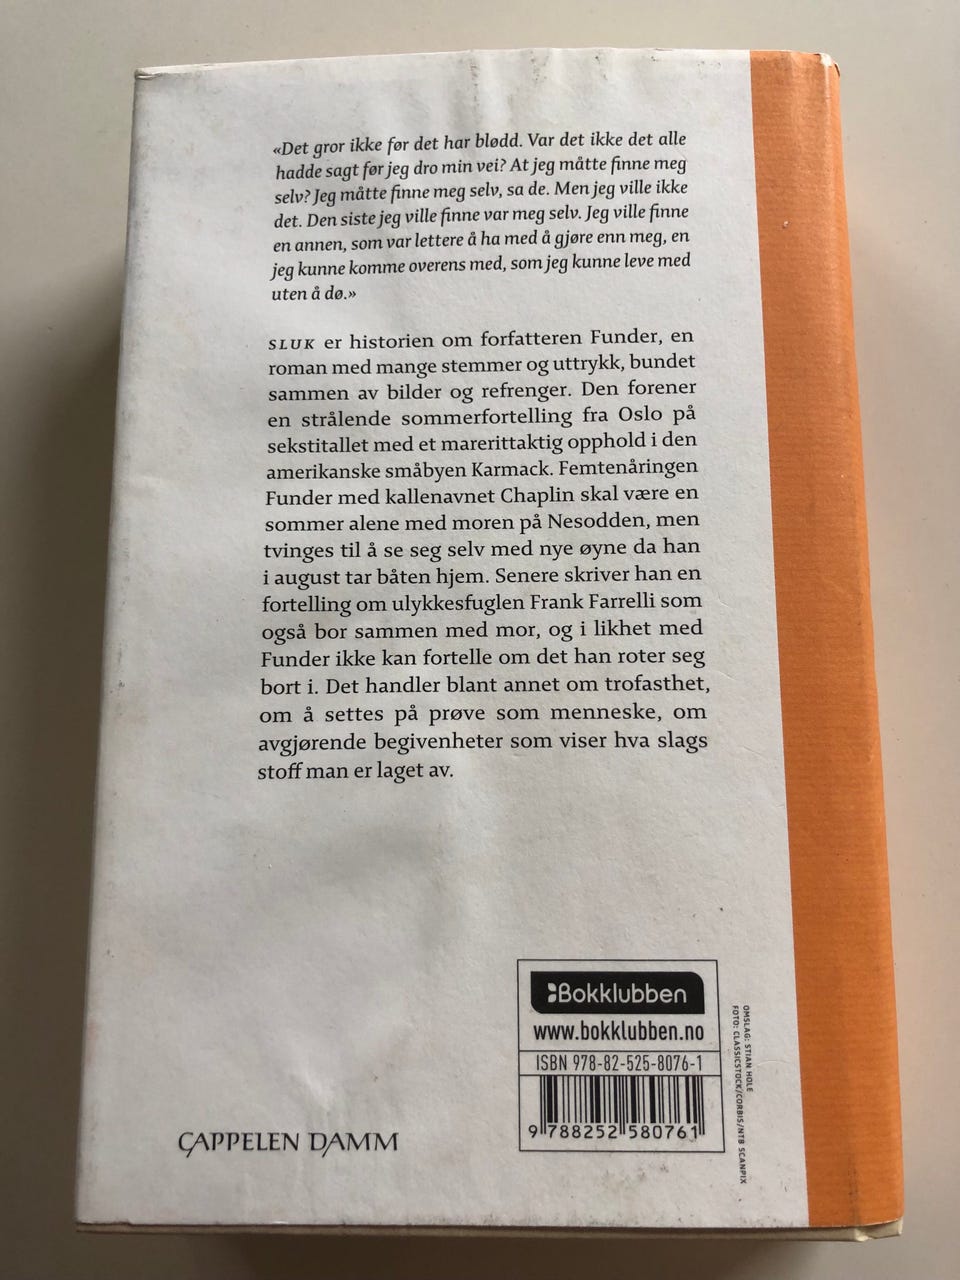 «Det gror ikke før det har blødd. Var det ikke det alle
hadde sagt før jeg dro min vei? At jeg måtte finne meg
selv? Jeg måtte finne meg selv, sa de. Men jeg ville ikke
det. Den siste jeg ville finne var meg selv. Jeg ville finne
en annen, som var lettere å ha med å gjøre enn meg, en
jeg kunne komme overens med, som jeg kunne leve med
uten å dø.»
SLUK er historien om forfatteren Funder, en
roman med mange stemmer og uttrykk, bundet
sammen av bilder og refrenger. Den forener
en strålende sommerfortelling fra Oslo på
sekstitallet med et marerittaktig opphold i den
amerikanske småbyen Karmack. Femtenåringen
Funder med kallenavnet Chaplin skal være en
sommer alene med moren på Nesodden, men
tvinges til å se seg selv med nye øyne da han
i august tar båten hjem. Senere skriver han en
fortelling om ulykkesfuglen Frank Farrelli som
også bor sammen med mor, og i likhet med
Funder ikke kan fortelle om det han roter seg
bort i. Det handler blant annet om trofasthet,
om å settes på prøve som menneske, om
avgjørende begivenheter som viser hva slags
stoff man er laget av.
Bokklubben
www.bokklubben.no
ISBN 978-82-525-8076-1
9 788252 580761
OMSLAG: STIAN HOLE
FOTO: CLASSICSTOCK/CORBIS/NTB SCANPIX
CAPPELEN DAMM